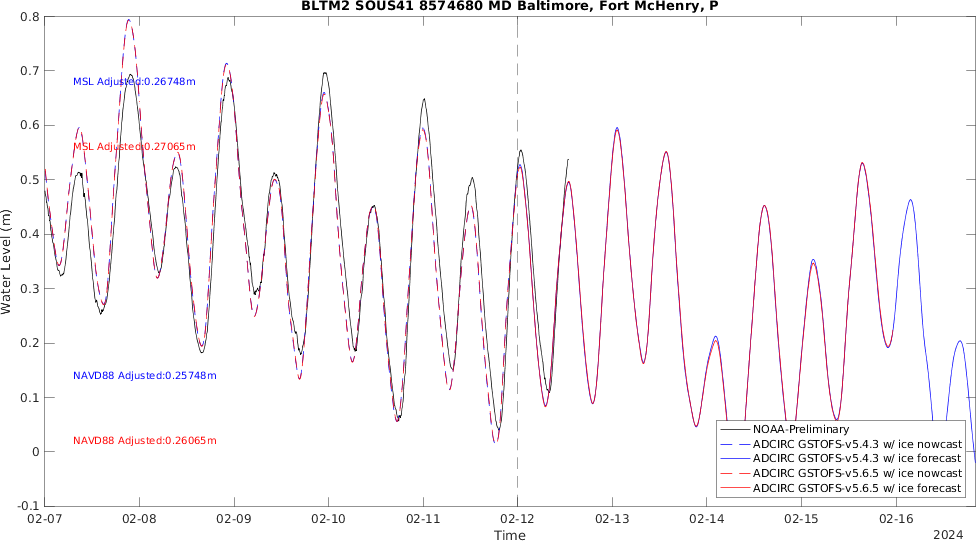 BLTM2 SOUS41 8574680 MD Baltimore, Fort McHenry, P
0.8
0.7
0.6
0.5
0.4
0.3
0.2
0.1
0
-0.1
Water Level (m)
MSL Adjusted:0.26748m
MSL Adjusted:0.27065m
NAVD88 Adjusted:0.25748m
NAVD88 Adjusted:0.26065m
NOAA-Preliminary
ADCIRC GSTOFS-v5.4.3 w/ ice nowcast
ADCIRC GSTOFS-v5.4.3 w/ ice forecast
ADCIRC GSTOFS-v5.6.5 w/ ice nowcast
ADCIRC GSTOFS-v5.6.5 w/ ice forecast
02-07 02-08 02-09 02-10 02-11 02-12 02-13 02-14 02-15 02-16
Time
2024